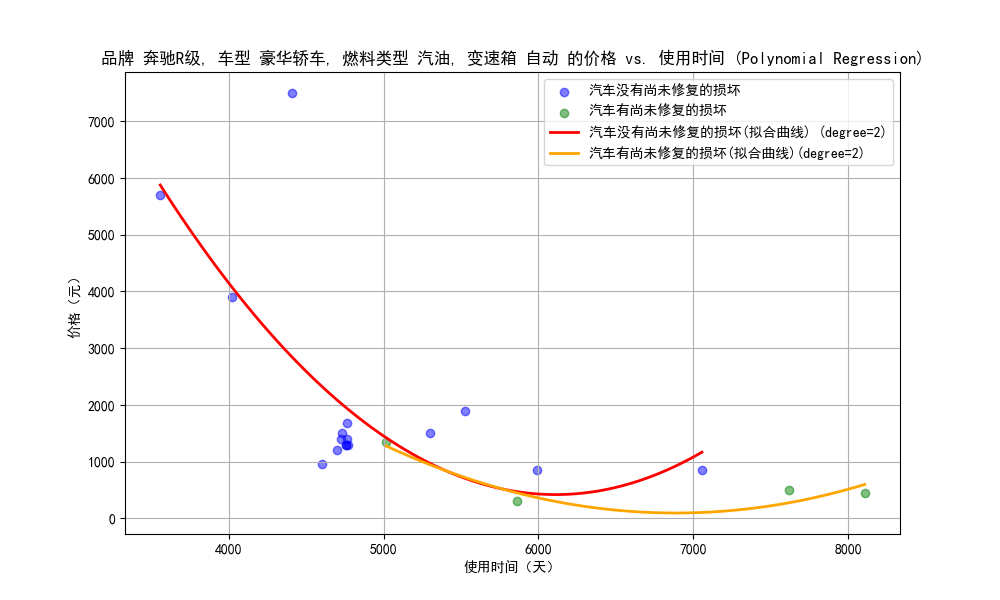 品牌 奔驰R级, 车型 豪华轿车, 燃料类型 汽油, 变速箱 自动 的价格 vs. 使用时间 (Polynomial Regression)
汽车没有尚未修复的损坏
汽车有尚未修复的损坏
汽车没有尚未修复的损坏(拟合曲线) (degree=2)
汽车有尚未修复的损坏(拟合曲线)(degree=2)
价格（元）
7000
6000
5000
4000
3000
2000
1000
0
4000 5000 6000 7000 8000
使用时间（天）